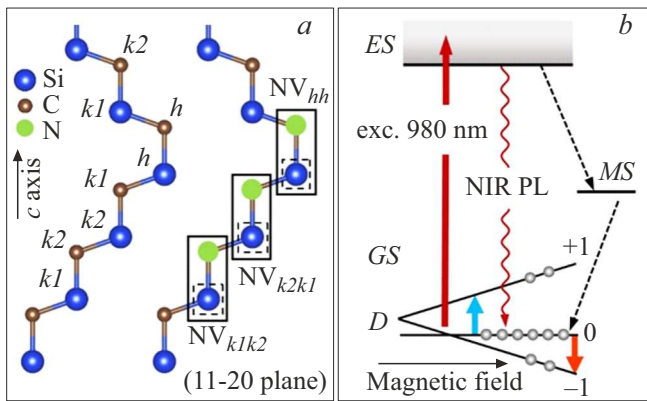 a
k2
Si
C
N
k1
h
NVhh
c axis
h
k1
k2
k2
NVk2k1
k1
NVk1k2
(11-20 plane)
b
ES
exc. 980 nm
MS
NIR PL
GS
+1
D
0
Magnetic field
−1